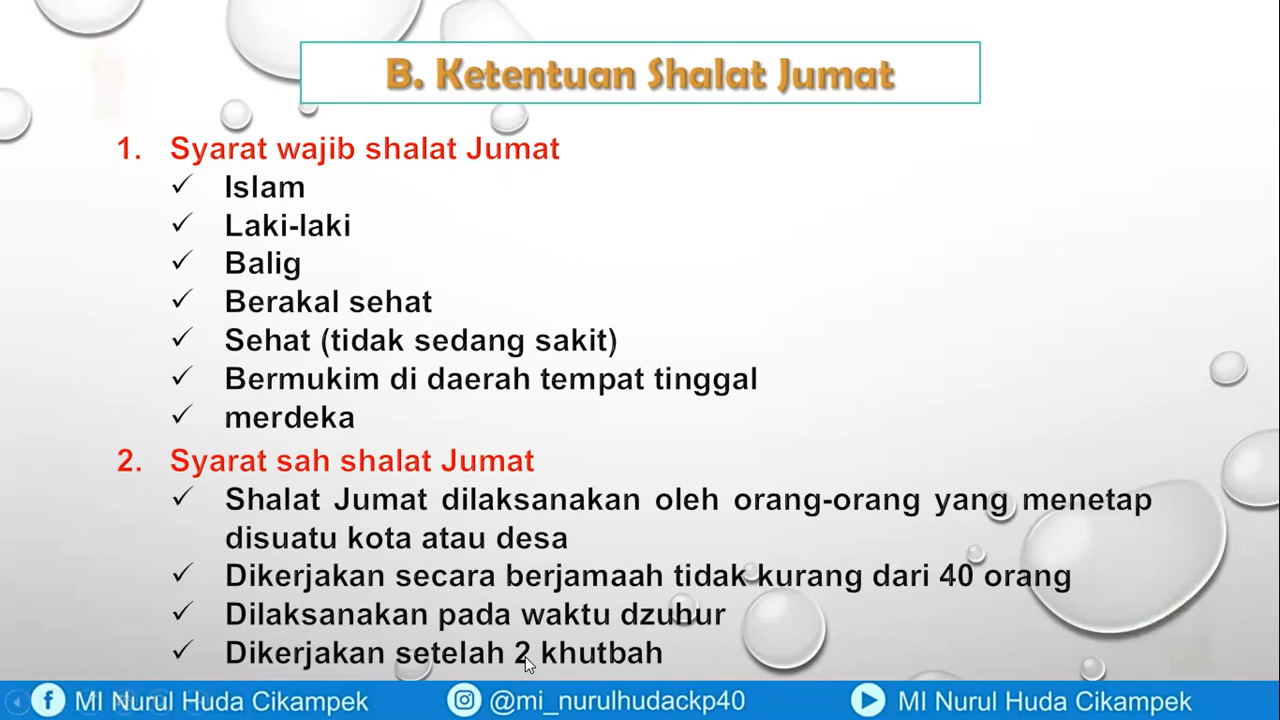 B. Ketentuan Shalat Jumat
1. Syarat wajib shalat Jumat
✓ Islam
✓ Laki-laki
✓ Balig
✓ Berakal sehat
✓ Sehat (tidak sedang sakit)
✓ Bermukim di daerah tempat tinggal
✓ merdeka
2. Syarat sah shalat Jumat
✓ Shalat Jumat dilaksanakan oleh orang-orang yang menetap
disuatu kota atau desa
✓ Dikerjakan secara berjamaah tidak kurang dari 40 orang
✓ Dilaksanakan pada waktu dzuhur
✓ Dikerjakan setelah 2 khutbah
MI Nurul Huda Cikampek @mi_nurulhudackp40 MI Nurul Huda Cikampek